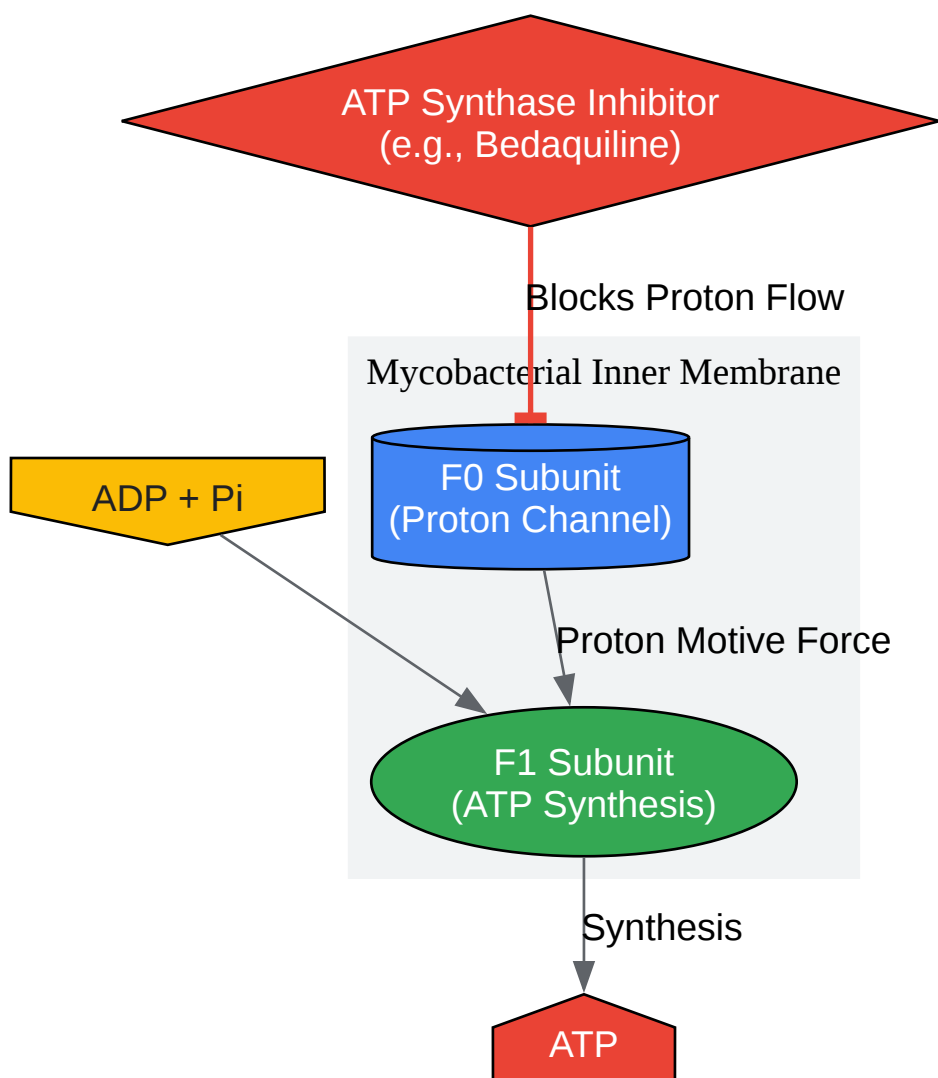 ATP Synthase Inhibitor
(e.g., Bedaquiline)
Blocks Proton Flow
Mycobacterial Inner Membrane
F0 Subunit
(Proton Channel)
ADP + Pi
Proton Motive Force
F1 Subunit
(ATP Synthesis)
Synthesis
ATP